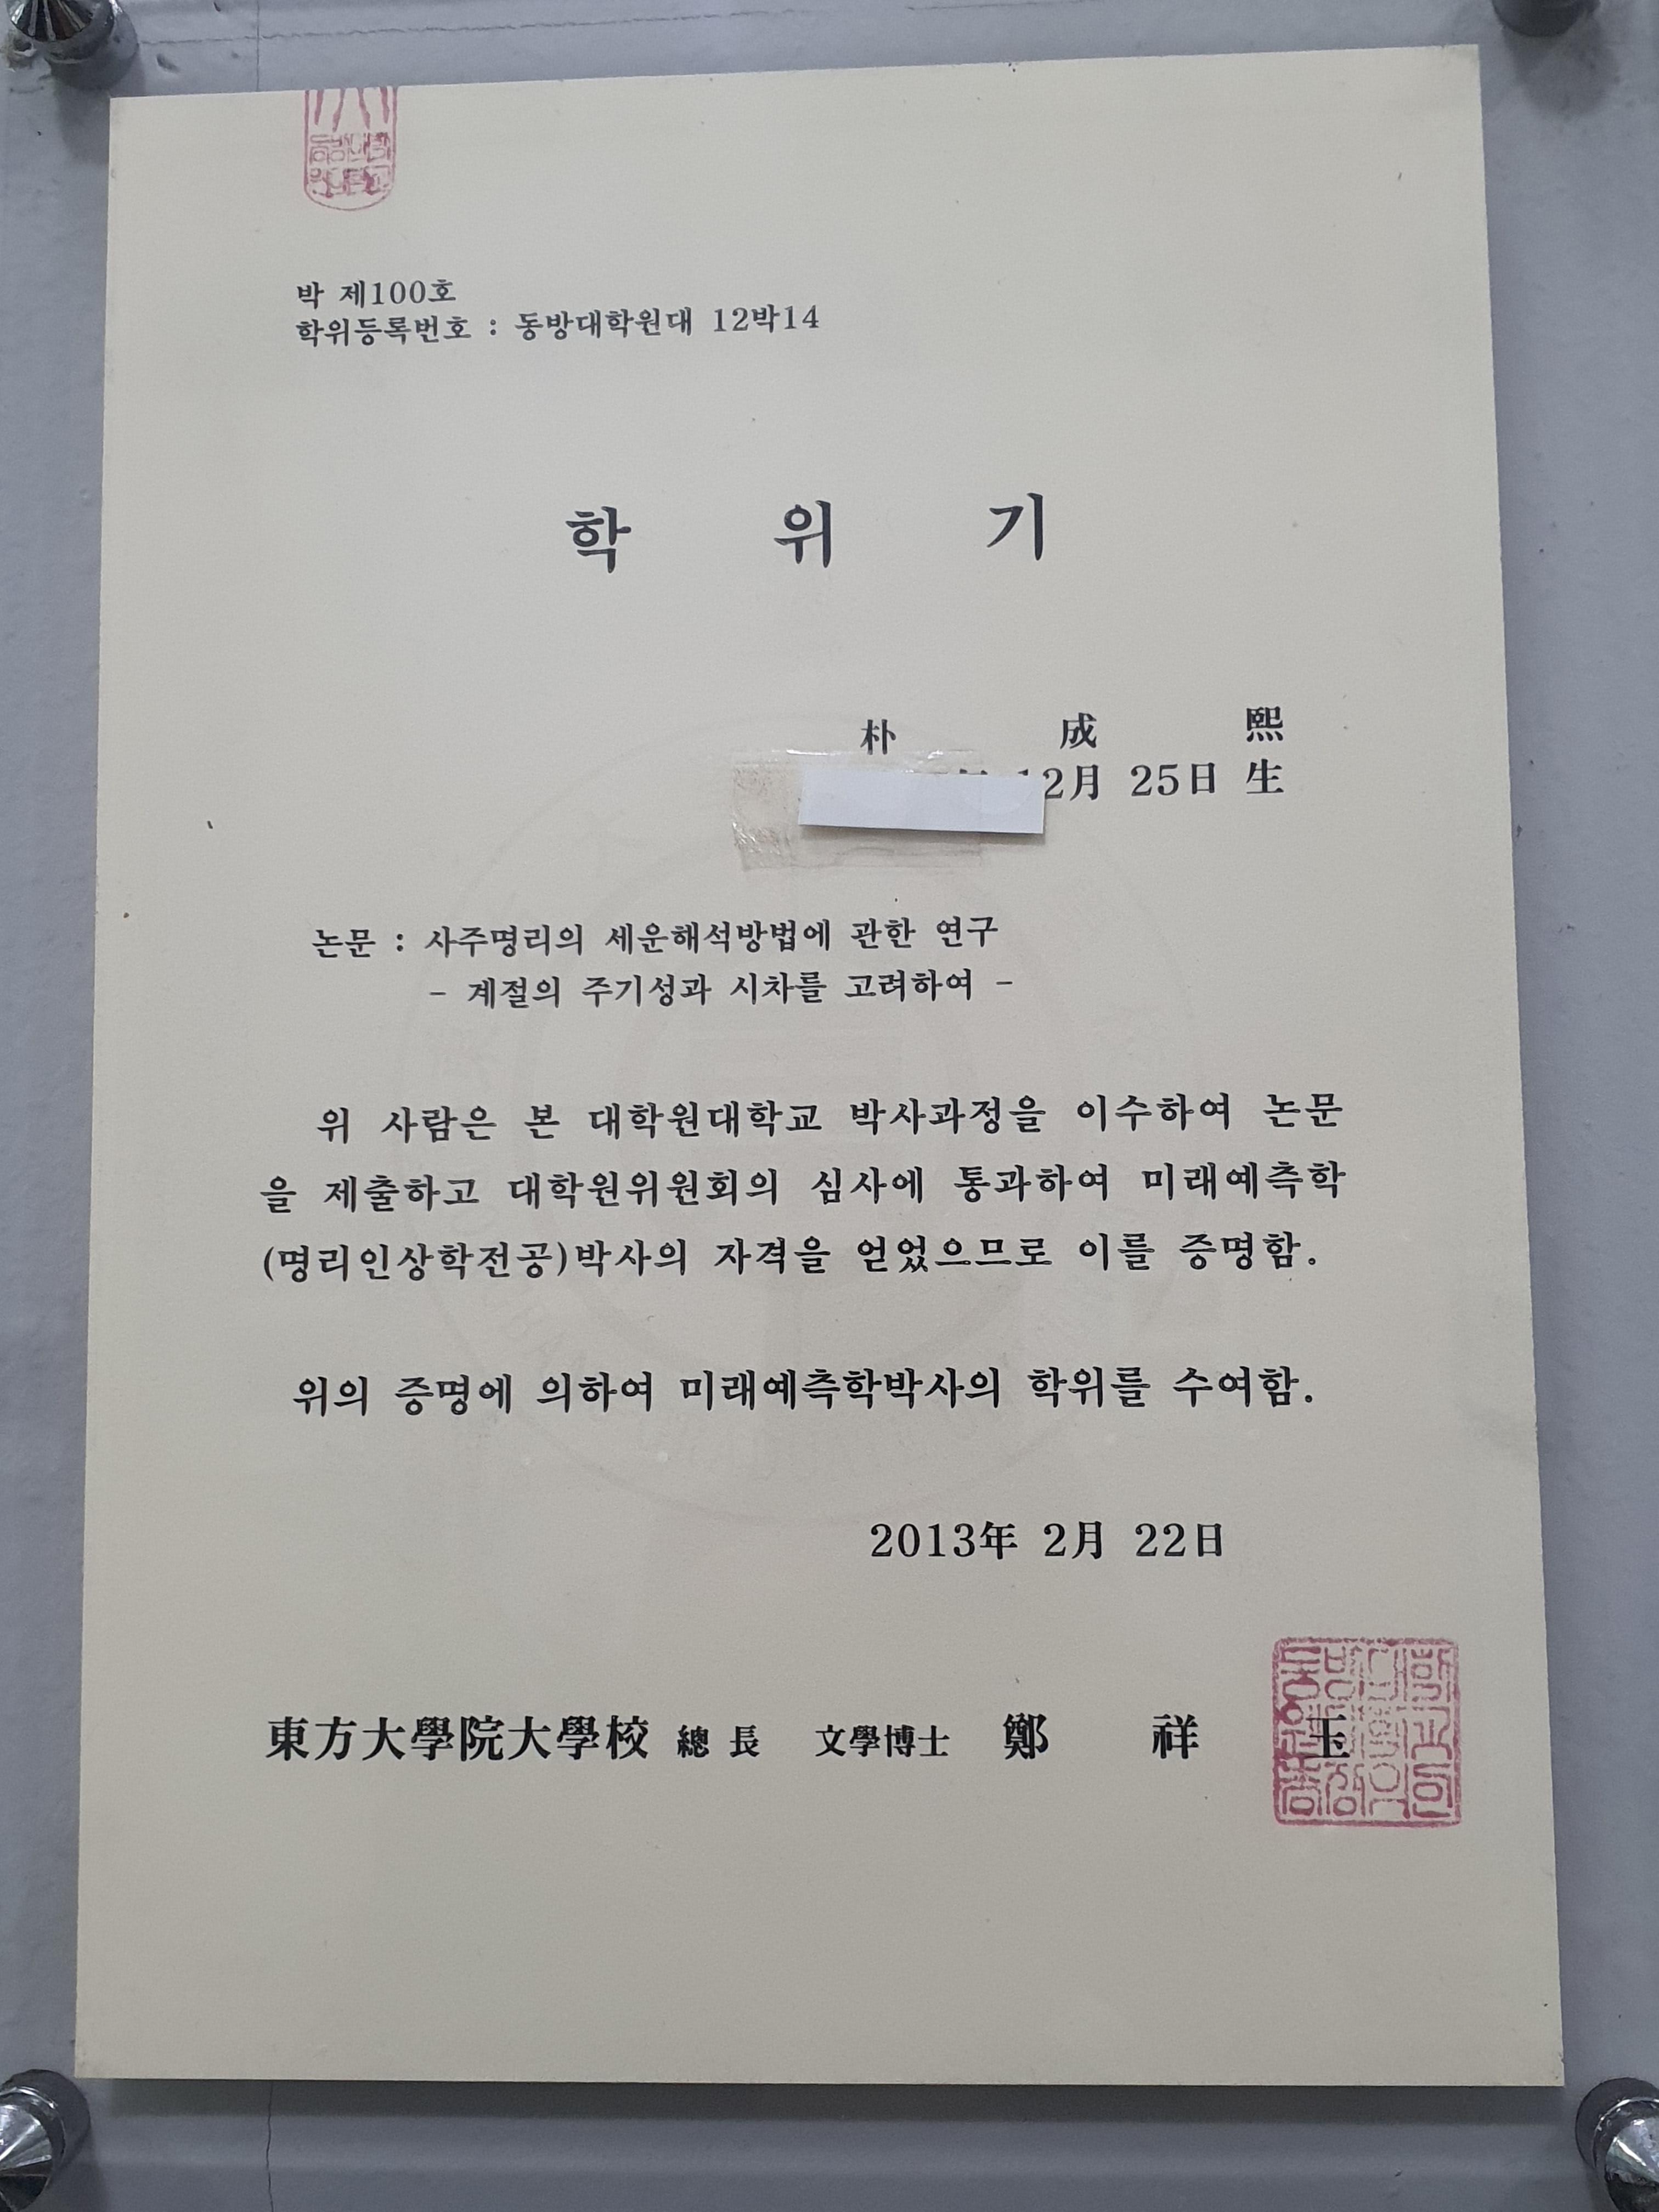 박 제100호
학위등록번호 : 동방대학원대 12박14
학 위 기
朴 成 熙
12月 25日 生
논문 : 사주명리의 세운해석방법에 관한 연구
- 계절의 주기성과 시차를 고려하여 -
위 사람은 본 대학원대학교 박사과정을 이수하여 논문
을 제출하고 대학원위원회의 심사에 통과하여 미래예측학
(명리인상학전공)박사의 자격을 얻었으므로 이를 증명함.
위의 증명에 의하여 미래예측학박사의 학위를 수여함.
2013年 2月 22日
東方大學院大學校 總 長 文學博士 鄭 祥 玉